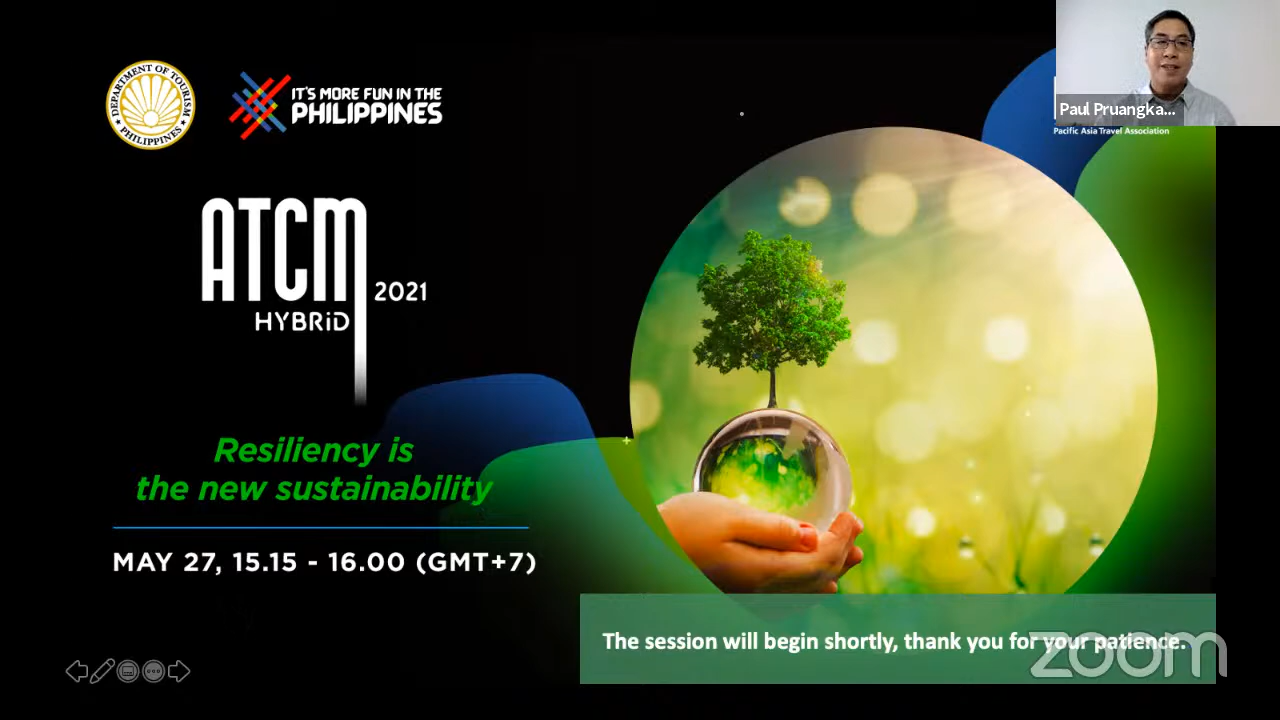 DEPARTMENT OF TOURISM
PHILIPPINES
IT'S MORE FUN IN THE
PHILIPPINES
Paul Pruangka...
Pacific Asia Travel Association
ATCM
2021
HYBRiD
Resiliency is
the new sustainability
MAY 27, 15.15 - 16.00 (GMT+7)
The session will begin shortly, thank you for your patience.
zoom